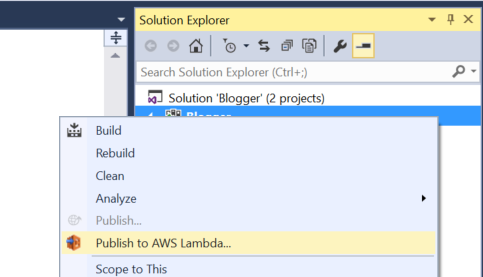 Solution Explorer
Search Solution Explorer (Ctrl+;)
Solution 'Blogger' (2 projects)
Blogger
Build
Rebuild
Clean
Analyze
Publish...
Publish to AWS Lambda...
Scope to This